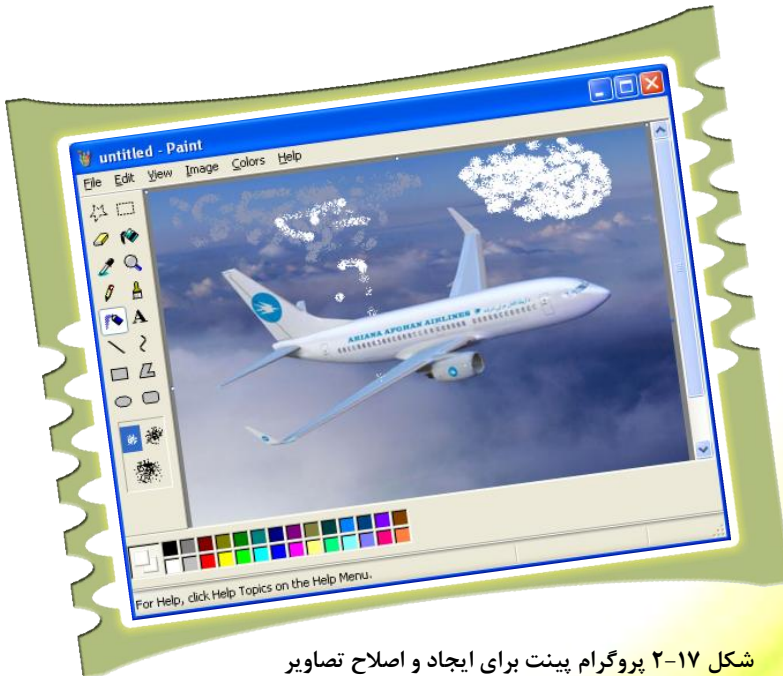 untitled - Paint
File Edit View Image Colors Help
A
ARIANA AFGHAN AIRLINES
For Help, click Help Topics on the Help Menu.
شکل ۱۷-۲ پروگرام پینت برای ایجاد و اصلاح تصاویر